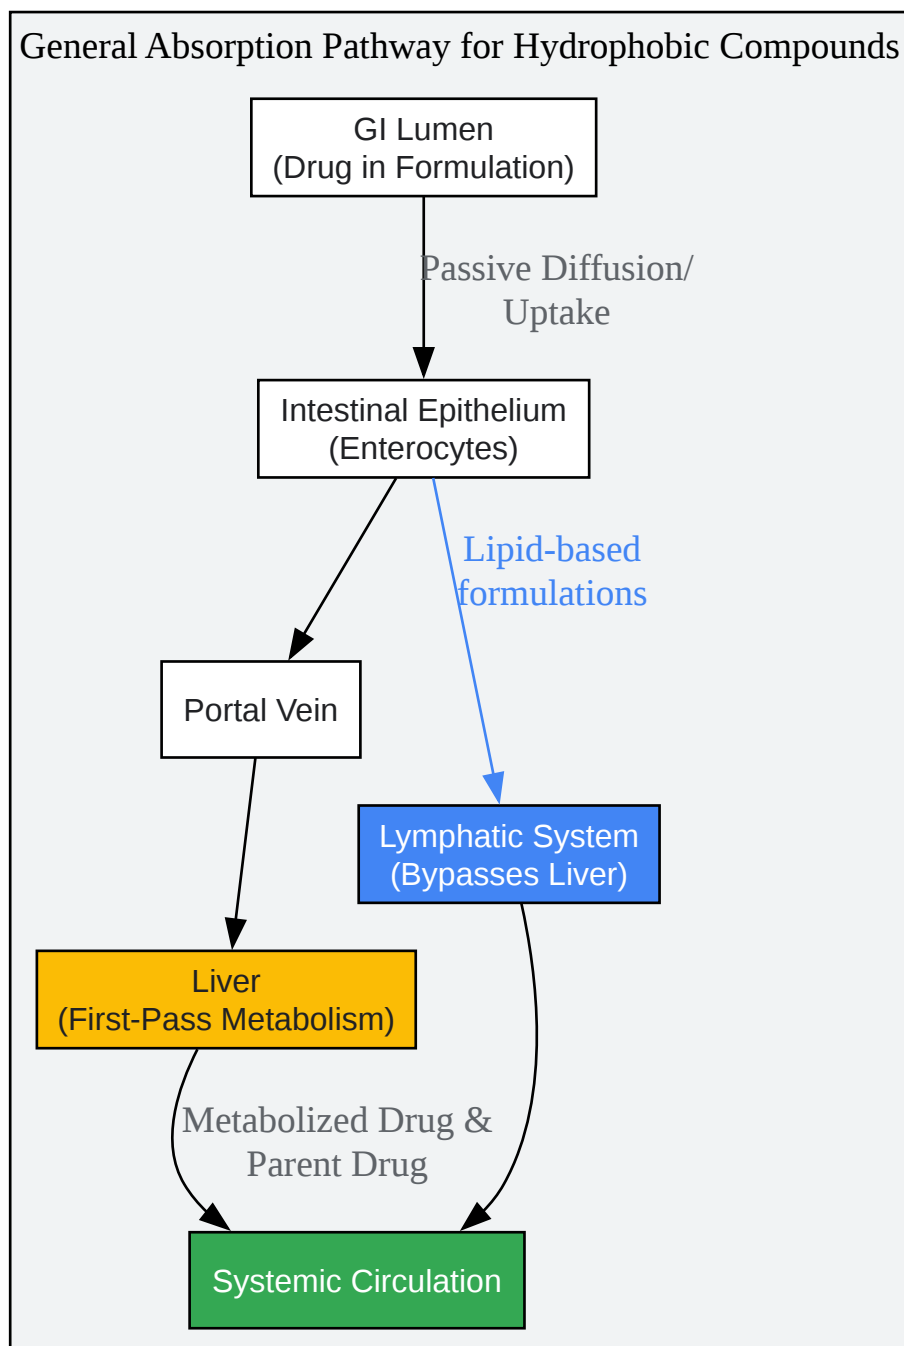 General Absorption Pathway for Hydrophobic Compounds
GI Lumen
(Drug in Formulation)
Passive Diffusion/
Uptake
Intestinal Epithelium
(Enterocytes)
Lipid-based
formulations
Portal Vein
Lymphatic System
(Bypasses Liver)
Liver
(First-Pass Metabolism)
Metabolized Drug &
Parent Drug
Systemic Circulation